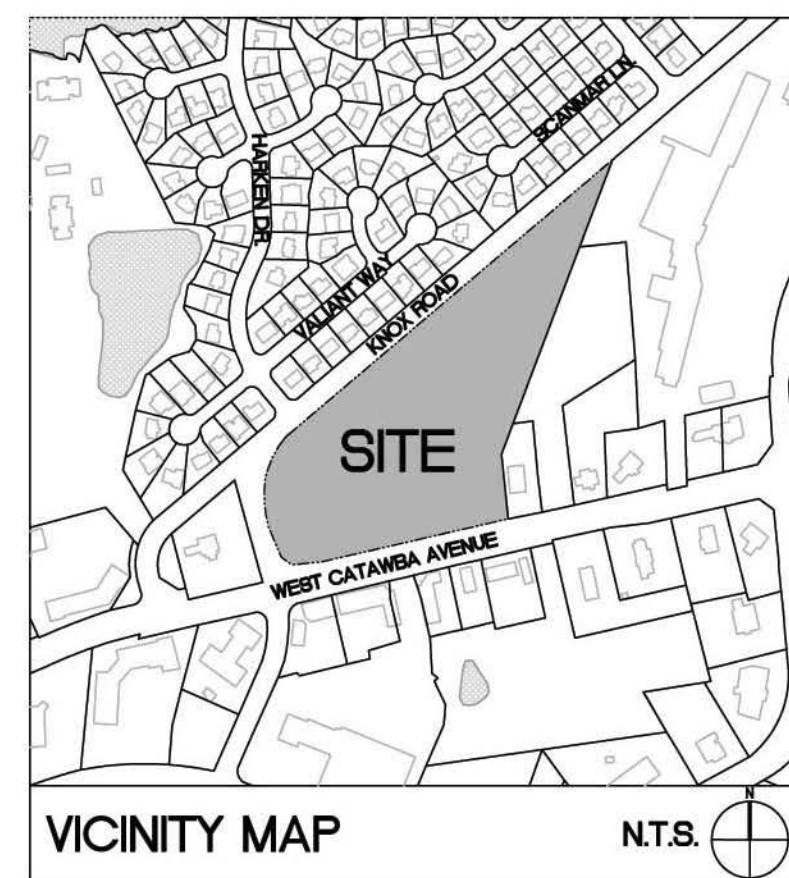 SCANMAR LN.
HARKEN DR.
VALIANT WAY
KNOX ROAD
SITE
WEST CATAWBA AVENUE
VICINITY MAP
N.T.S.
N